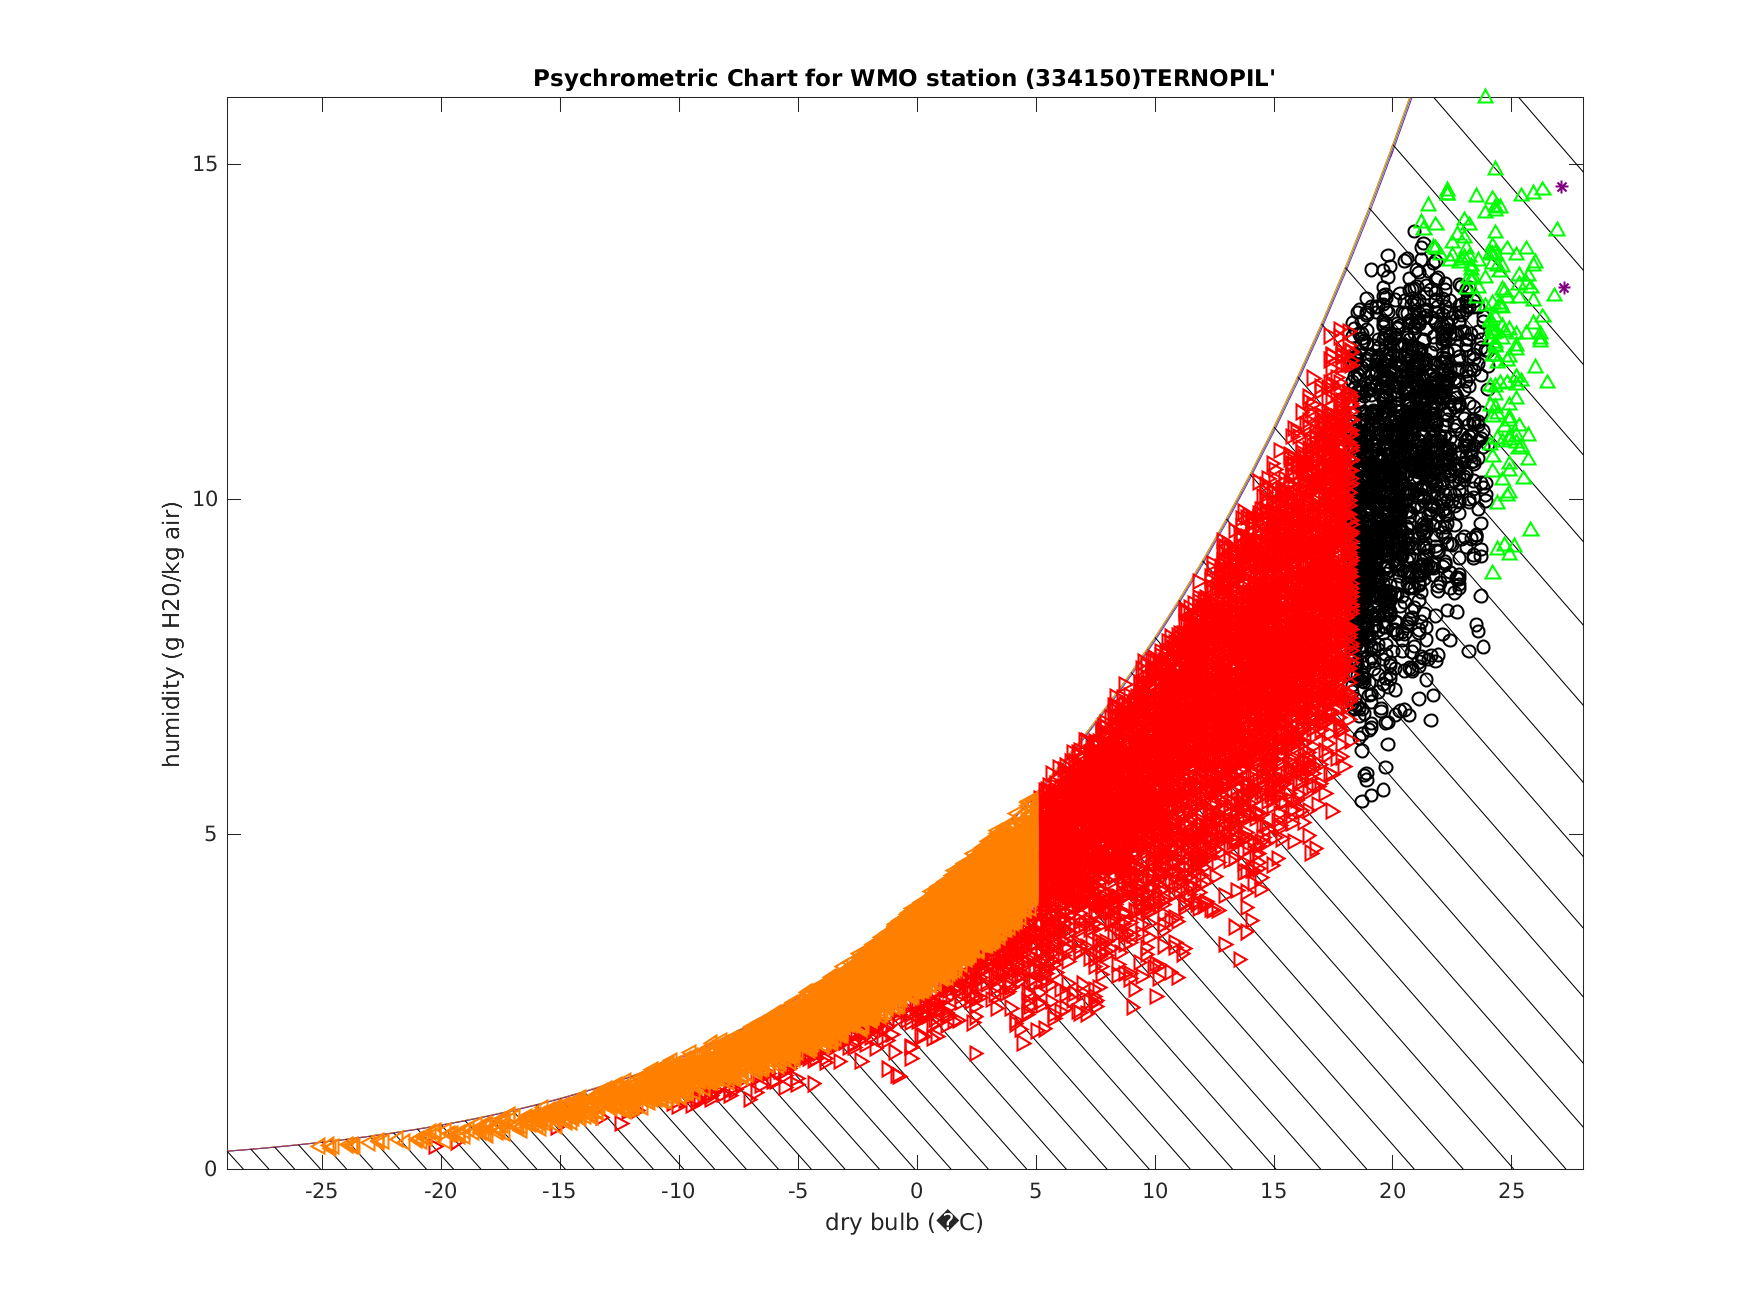 Psychrometric Chart for WMO station (334150)TERNOPIL'
15
10
5
0
humidity (g H20/kg air)
-25 -20 -15 -10 -5 0 5 10 15 20 25
dry bulb (�C)